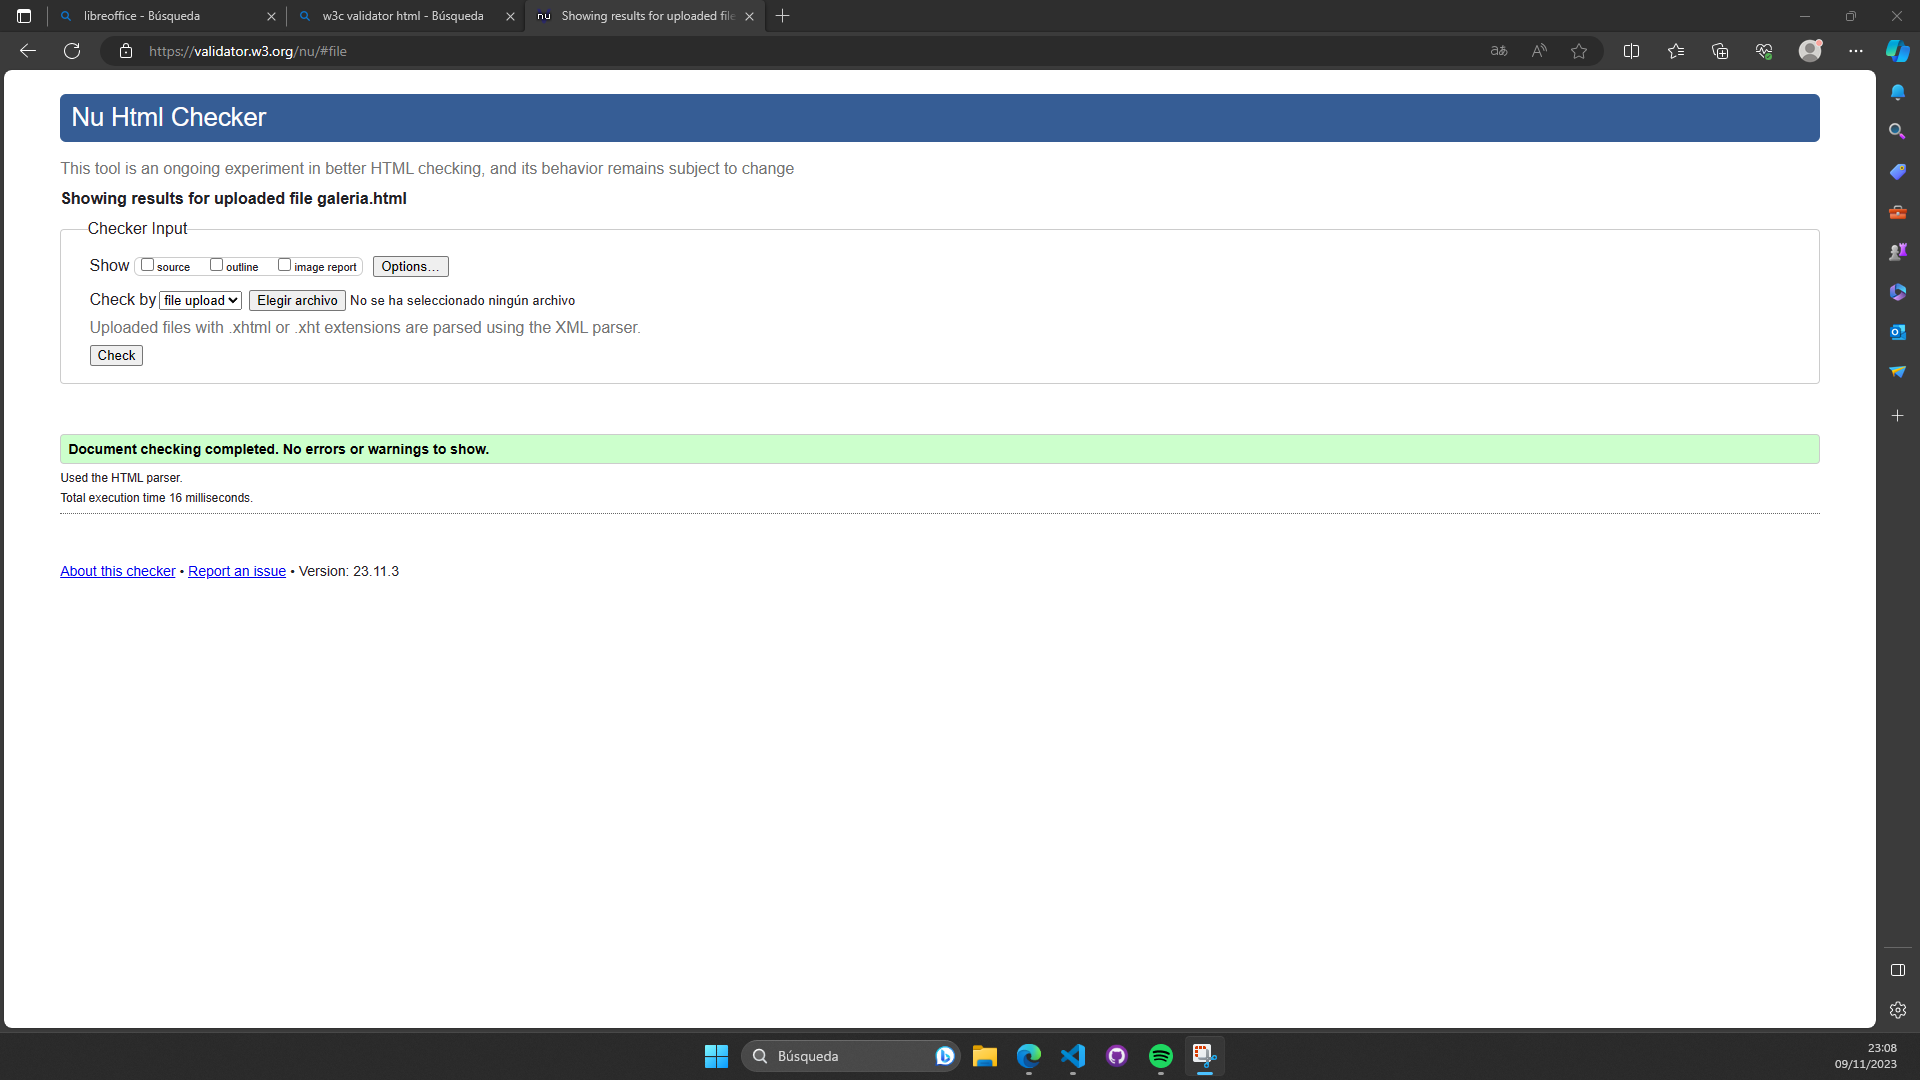 libreoffice - Búsqueda
w3c validator html - Búsqueda
nu Showing results for uploaded file
https://validator.w3.org/nu/#file
Nu Html Checker
This tool is an ongoing experiment in better HTML checking, and its behavior remains subject to change
Showing results for uploaded file galeria.html
Checker Input
Show source outline image report Options...
Check by file upload Elegir archivo No se ha seleccionado ningún archivo
Uploaded files with .xhtml or .xht extensions are parsed using the XML parser.
Check
Document checking completed. No errors or warnings to show.
Used the HTML parser.
Total execution time 16 milliseconds.
About this checker • Report an issue • Version: 23.11.3
Búsqueda
23:08
09/11/2023